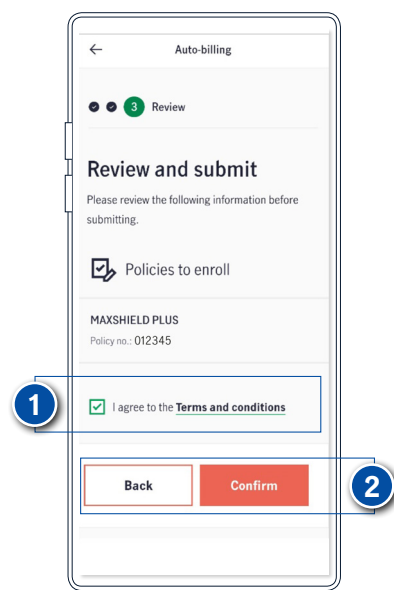 Auto-billing
3 Review
Review and submit
Please review the following information before
submitting.
Policies to enroll
MAXSHIELD PLUS
Policy no.: 012345
1
I agree to the Terms and conditions
Back Confirm
2